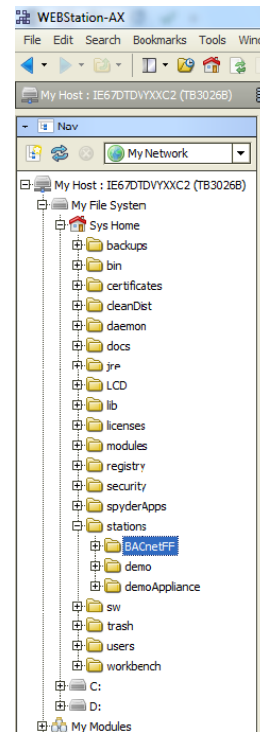 WEBStation-AX
File Edit Search Bookmarks Tools
My Host : IE67DTDVYXXC2 (TB3026B)
Nav
My Network
My Host : IE67DTDVYXXC2 (TB3026B)
My File System
Sys Home
backups
bin
certificates
cleanDist
daemon
docs
jre
LCD
lib
licenses
modules
registry
security
spyderApps
stations
BACnetFF
demo
demoAppliance
sw
trash
users
workbench
C:
D:
My Modules